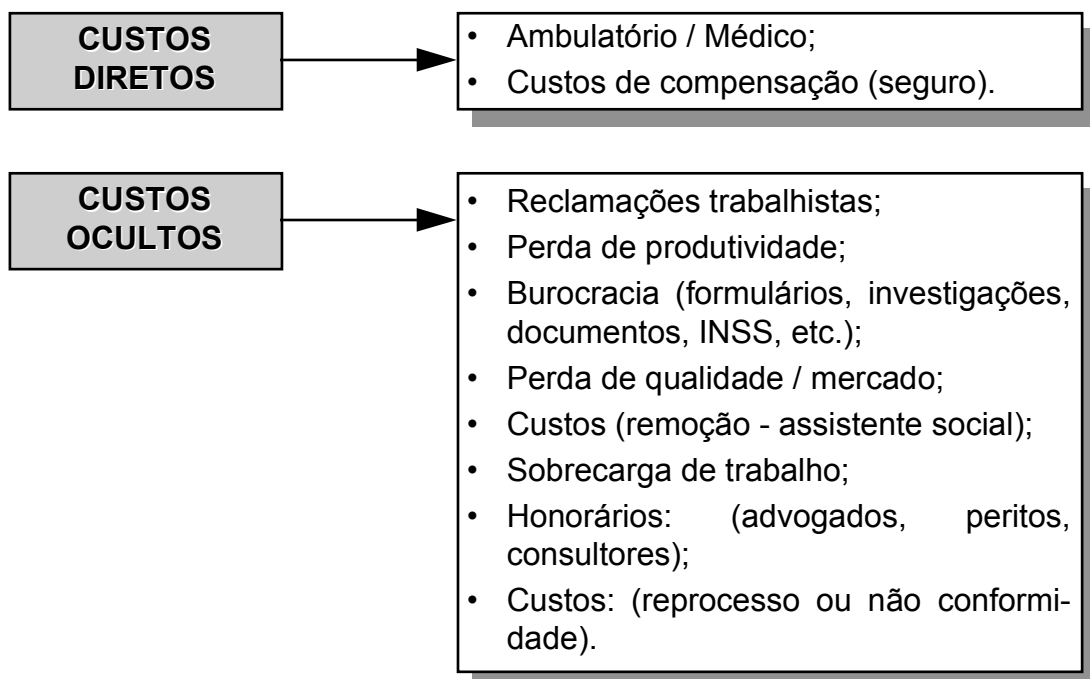 CUSTOS
DIRETOS
• Ambulatório / Médico;
• Custos de compensação (seguro).
CUSTOS
OCULTOS
• Reclamações trabalhistas;
• Perda de produtividade;
• Burocracia (formulários, investigações,
documentos, INSS, etc.);
• Perda de qualidade / mercado;
• Custos (remoção - assistente social);
• Sobrecarga de trabalho;
• Honorários: (advogados, peritos,
consultores);
• Custos: (reprocesso ou não conformi-
dade).